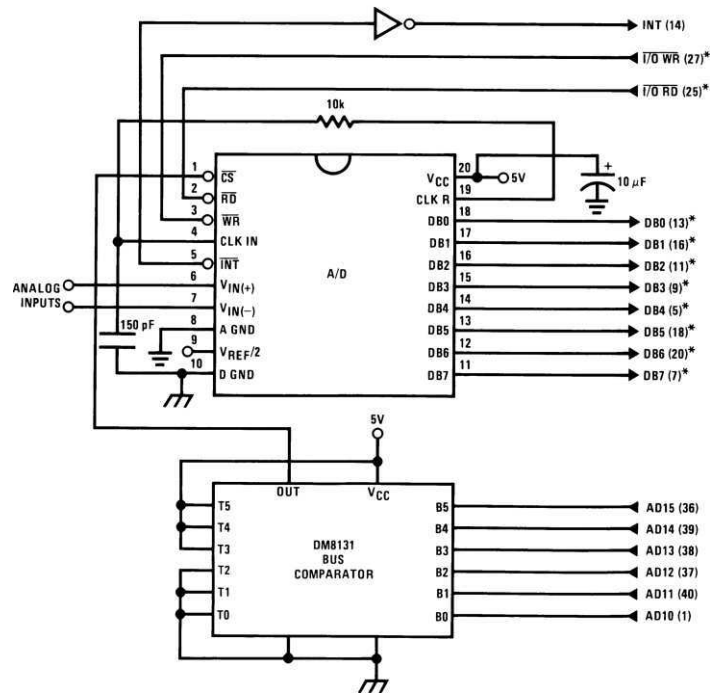 INT (14)
I/O WR (27)*
I/O RD (25)*
10k
1 CS
2 RD
3 WR
4 CLK IN
5 INT
6 VIN(+)
7 VIN(−)
8 A GND
9 VREF/2
10 D GND
A/D
VCC 20
5V
10 µF
+
CLK R 19
DB0 18
DB1 17
DB2 16
DB3 15
DB4 14
DB5 13
DB6 12
DB7 11
DB0 (13)*
DB1 (16)*
DB2 (11)*
DB3 (9)*
DB4 (5)*
DB5 (18)*
DB6 (20)*
DB7 (7)*
ANALOG
INPUTS
150 pF
5V
OUT
VCC
T5
T4
T3
T2
T1
T0
DM8131
BUS
COMPARATOR
B5
B4
B3
B2
B1
B0
AD15 (36)
AD14 (39)
AD13 (38)
AD12 (37)
AD11 (40)
AD10 (1)